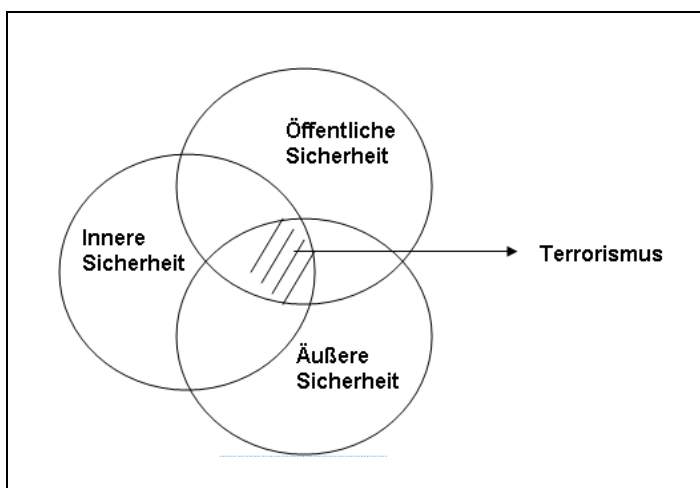 Öffentliche
Sicherheit
Innere
Sicherheit
Terrorismus
Äußere
Sicherheit